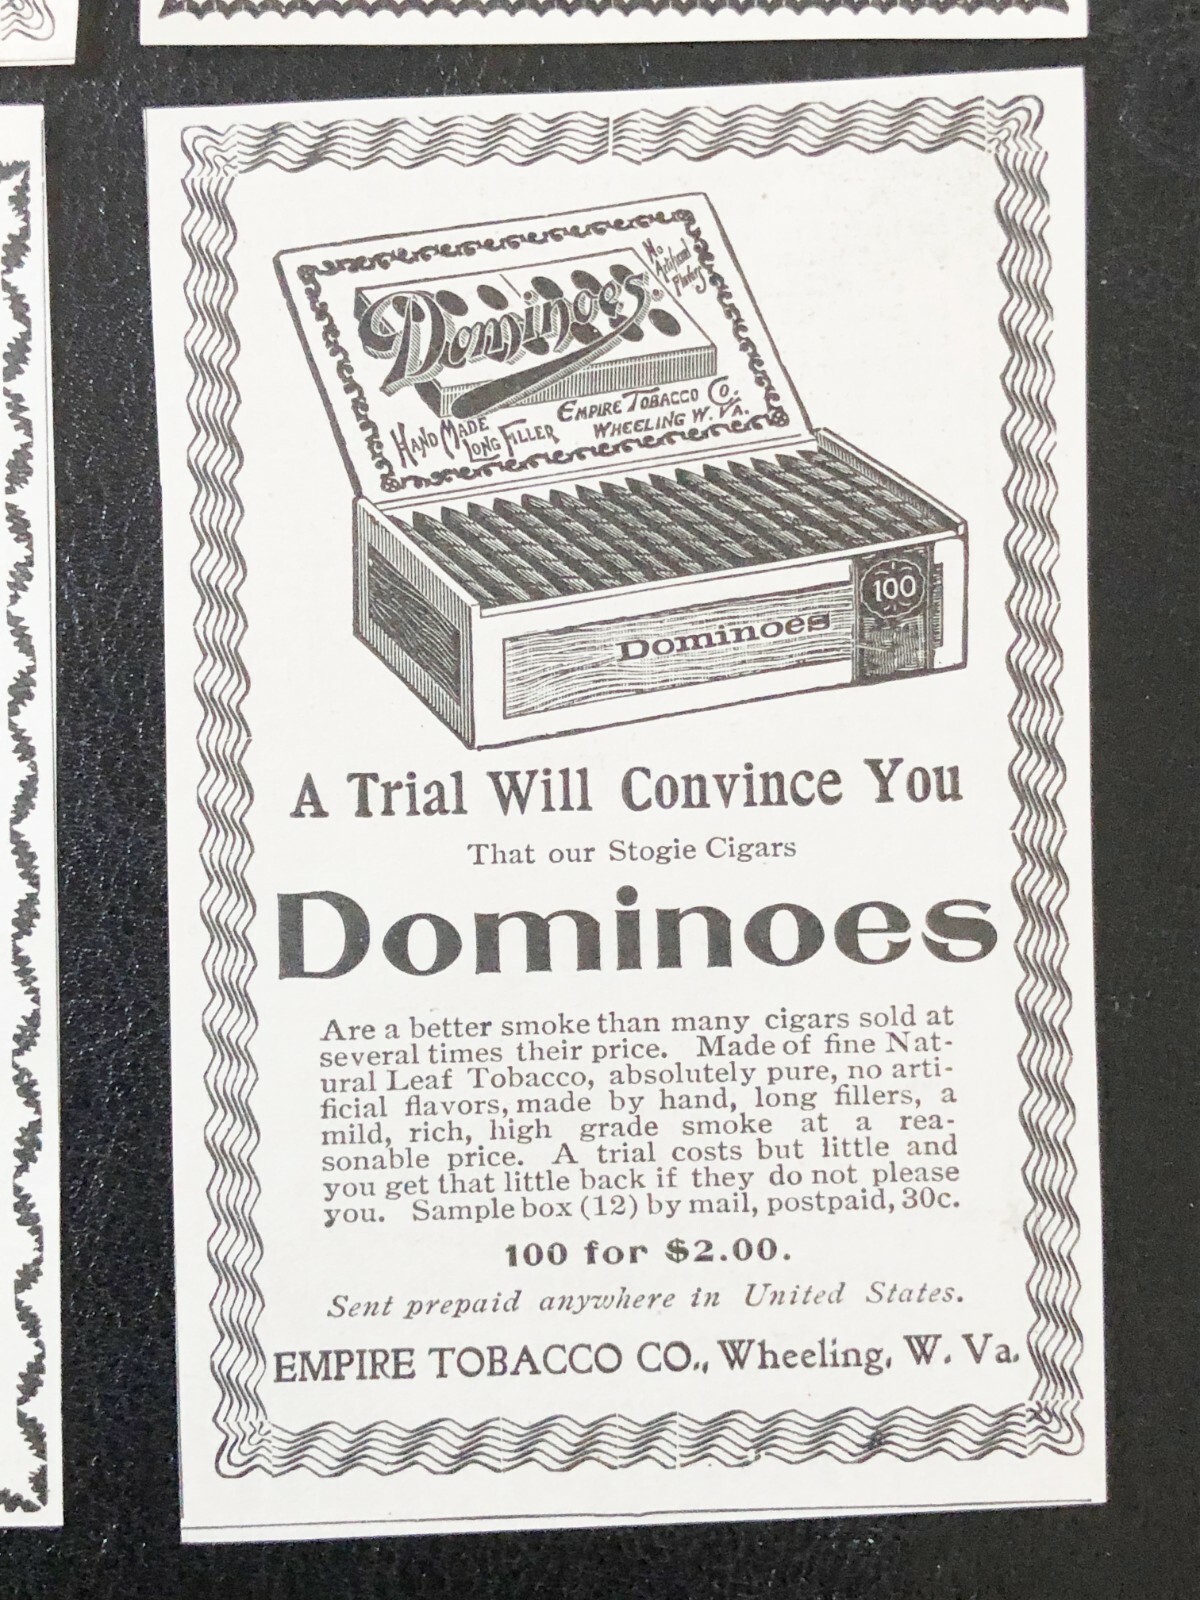 Dominoes.
No
Artificial
Flavors
HAND MADE
LONG FILLER
EMPIRE TOBACCO CO.
WHEELING W. VA.
100
Dominoes
A Trial Will Convince You
That our Stogie Cigars
Dominoes
Are a better smoke than many cigars sold at
several times their price. Made of fine Nat-
ural Leaf Tobacco, absolutely pure, no arti-
ficial flavors, made by hand, long fillers, a
mild, rich, high grade smoke at a rea-
sonable price. A trial costs but little and
you get that little back if they do not please
you. Sample box (12) by mail, postpaid, 30c.
100 for $2.00.
Sent prepaid anywhere in United States.
EMPIRE TOBACCO CO., Wheeling, W. Va.